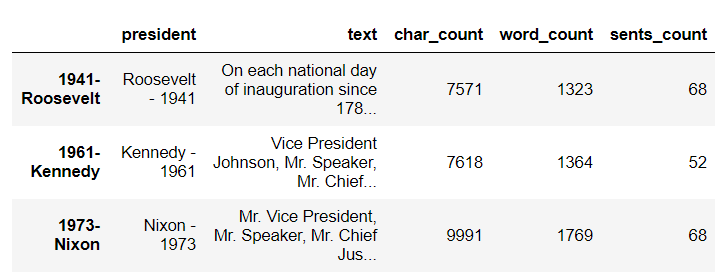 president text char_count word_count sents_count
1941-Roosevelt Roosevelt - 1941 On each national day of inauguration since 178... 7571 1323 68
1961-Kennedy Kennedy - 1961 Vice President Johnson, Mr. Speaker, Mr. Chief... 7618 1364 52
1973-Nixon Nixon - 1973 Mr. Vice President, Mr. Speaker, Mr. Chief Jus... 9991 1769 68